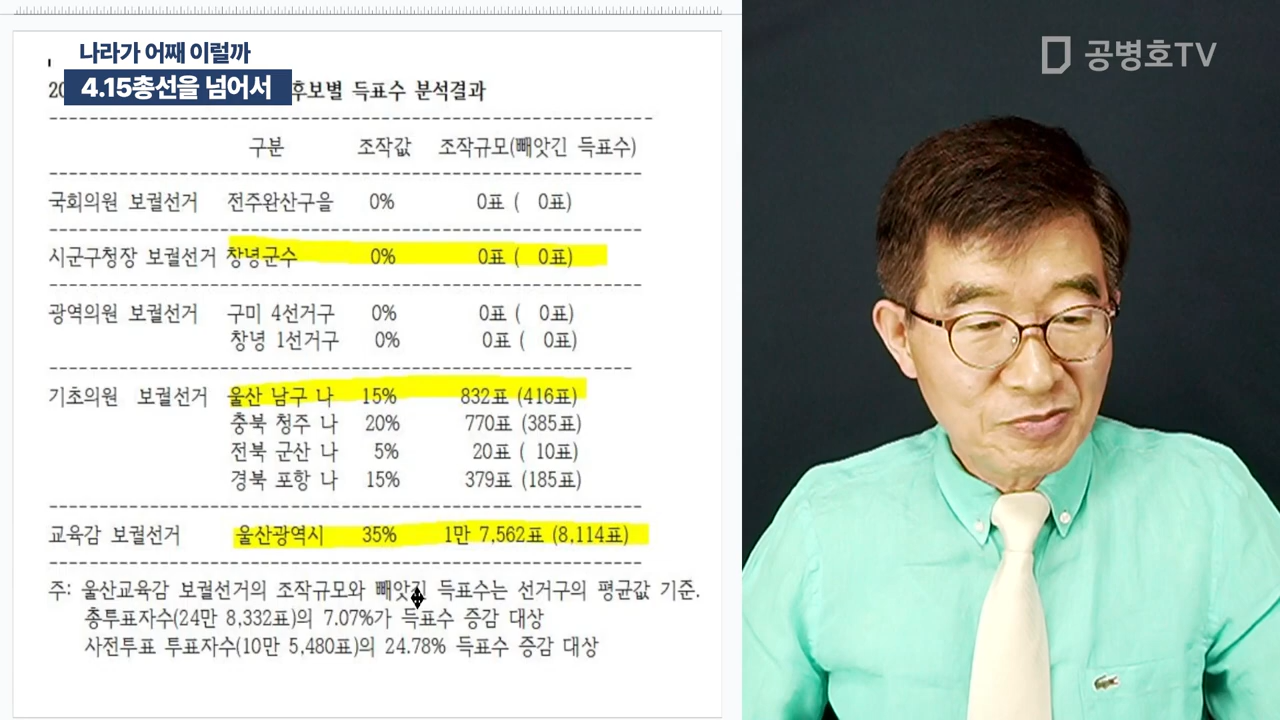 나라가 어째 이럴까
공병호TV
4.15총선을 넘어서
20
후보별 득표수 분석결과
구분 조작값 조작규모(빼앗긴 득표수)
국회의원 보궐선거 전주완산구을 0% 0표 ( 0표)
시군구청장 보궐선거 창녕군수 0% 0표 ( 0표)
광역의원 보궐선거 구미 4선거구 0% 0표 ( 0표)
창녕 1선거구 0% 0표 ( 0표)
기초의원 보궐선거 울산 남구 나 15% 832표 (416표)
충북 청주 나 20% 770표 (385표)
전북 군산 나 5% 20표 ( 10표)
경북 포항 나 15% 379표 (185표)
교육감 보궐선거 울산광역시 35% 1만 7,562표 (8,114표)
주: 울산교육감 보궐선거의 조작규모와 빼앗긴 득표수는 선거구의 평균값 기준.
총투표자수(24만 8,332표)의 7.07%가 득표수 증감 대상
사전투표 투표자수(10만 5,480표)의 24.78% 득표수 증감 대상